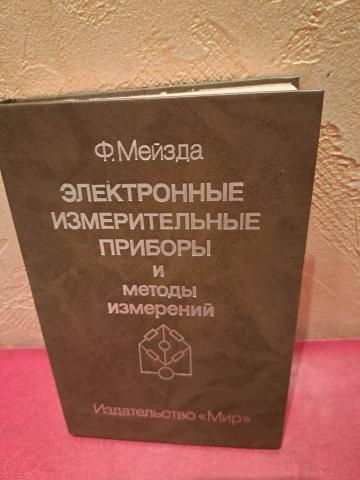 Ф. Мейзда
ЭЛЕКТРОННЫЕ
ИЗМЕРИТЕЛЬНЫЕ
ПРИБОРЫ
и
методы
измерений
Издательство «Мир»